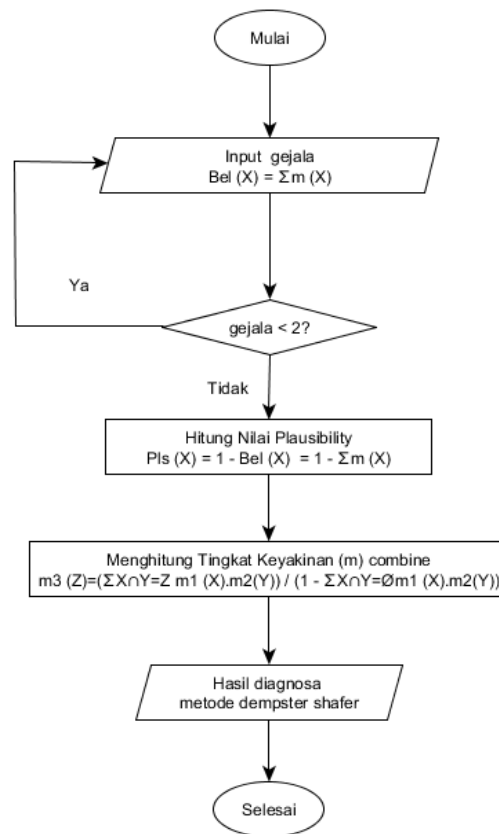 Mulai
Input gejala
Bel (X) = Σm (X)
Ya
gejala < 2?
Tidak
Hitung Nilai Plausibility
Pls (X) = 1 - Bel (X) = 1 - Σm (X)
Menghitung Tingkat Keyakinan (m) combine
m3 (Z)=(ΣX∩Y=Z m1 (X).m2(Y)) / (1 - ΣX∩Y=Øm1 (X).m2(Y))
Hasil diagnosa
metode dempster shafer
Selesai